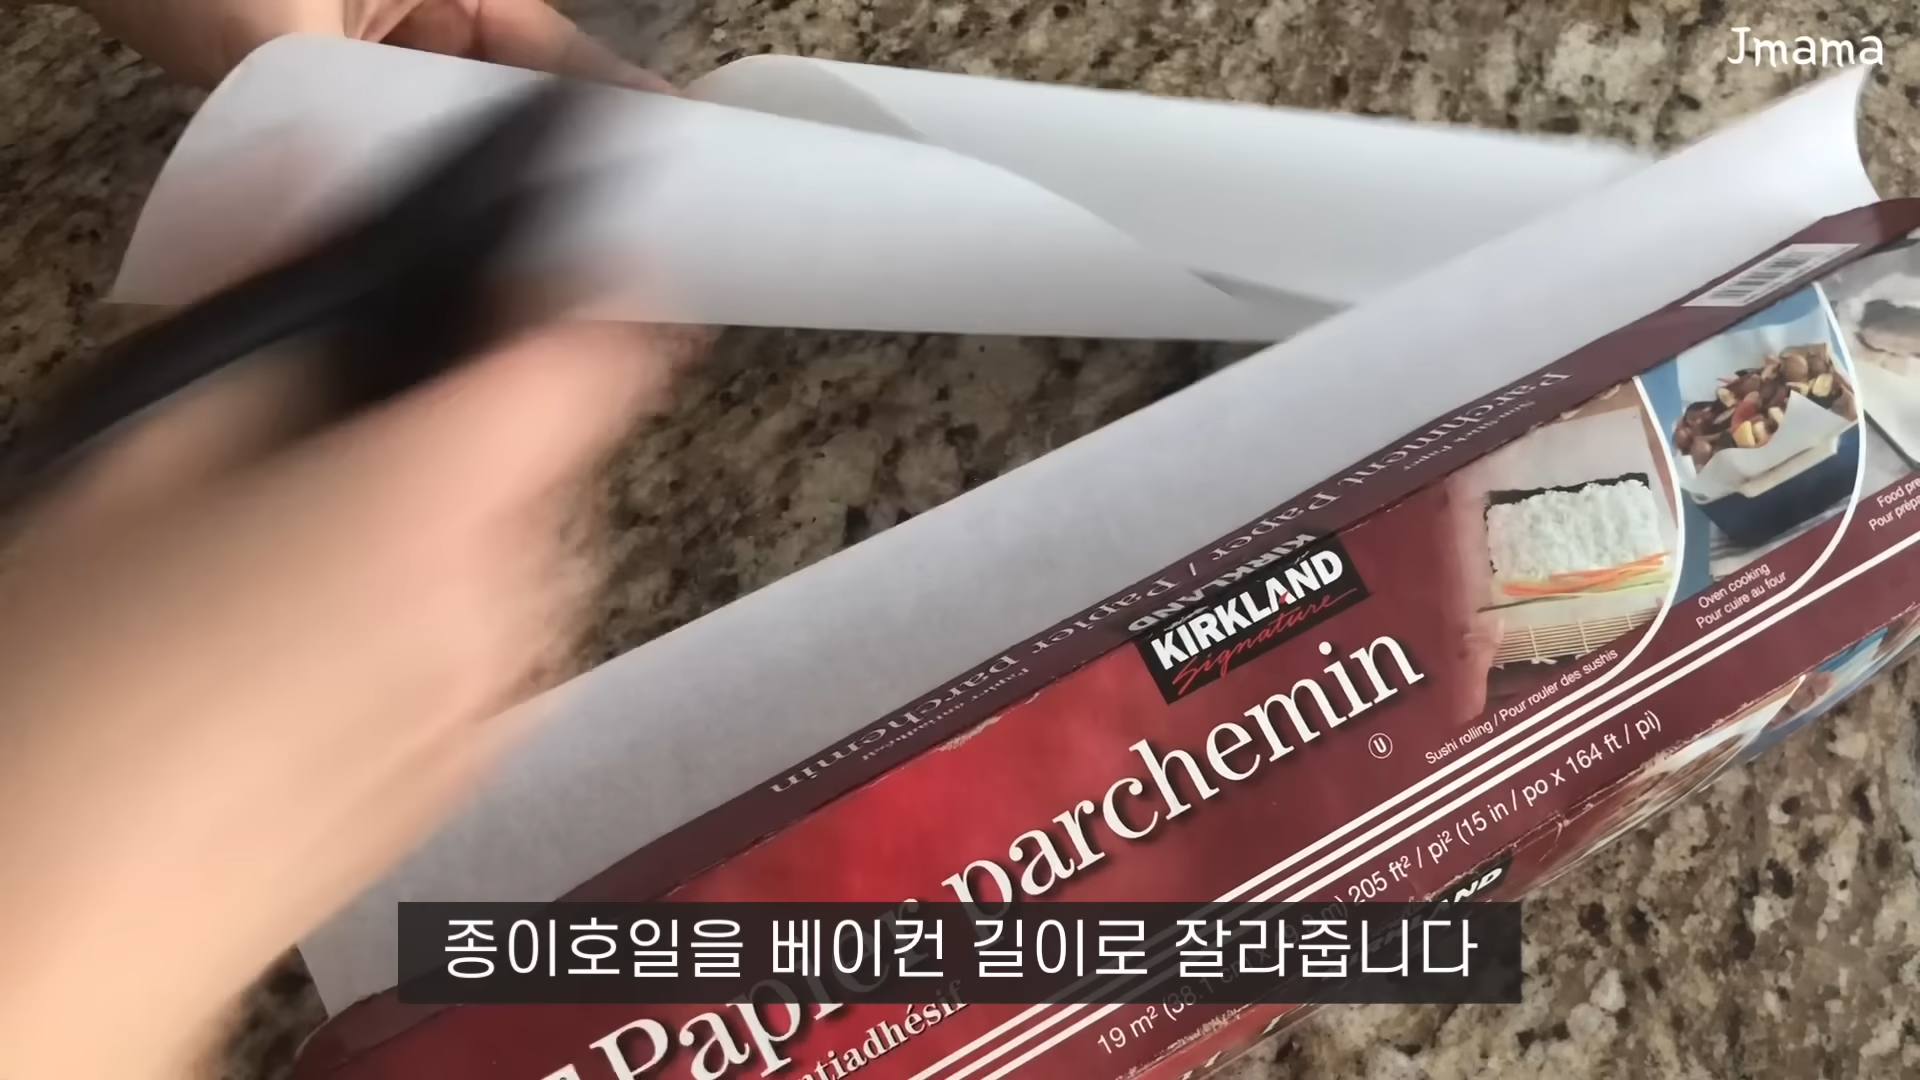 Jmama
Parchment Paper / Papier parchemin
KIRKLAND
KIRKLAND
Signature
Papier parchemin
U
Oven cooking
Pour cuire au four
Sushi rolling / Pour rouler des sushis
205 ft² / pi² (15 in / po x 164 ft / pi)
19 m²
종이호일을 베이컨 길이로 잘라줍니다